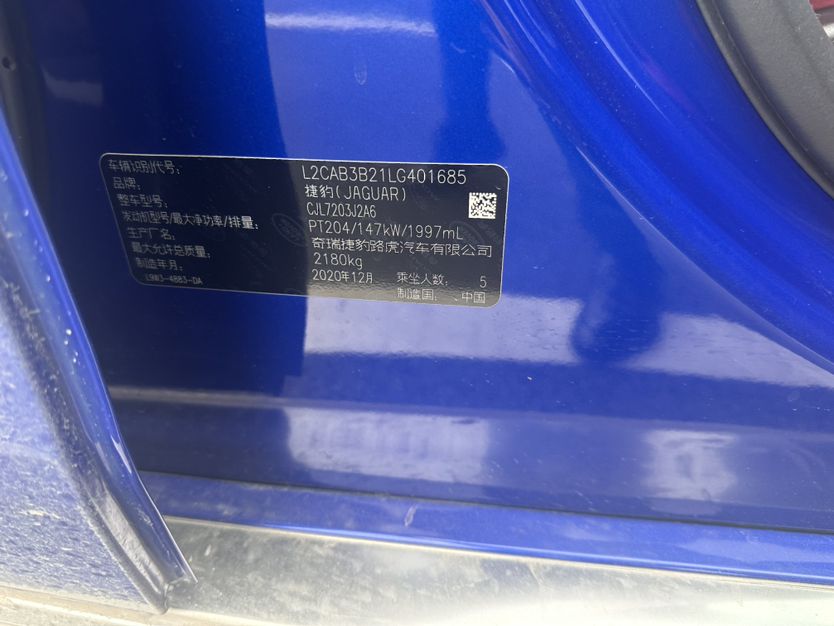 车辆识别代号： L2CAB3B21LG401685
品牌： 捷豹(JAGUAR)
整车型号： CJL7203J2A6
发动机型号/最大净功率/排量： PT204/147kW/1997mL
生产厂名： 奇瑞捷豹路虎汽车有限公司
最大允许总质量： 2180kg
制造年月： 2020年12月 乘坐人数： 5
制造国： 中国